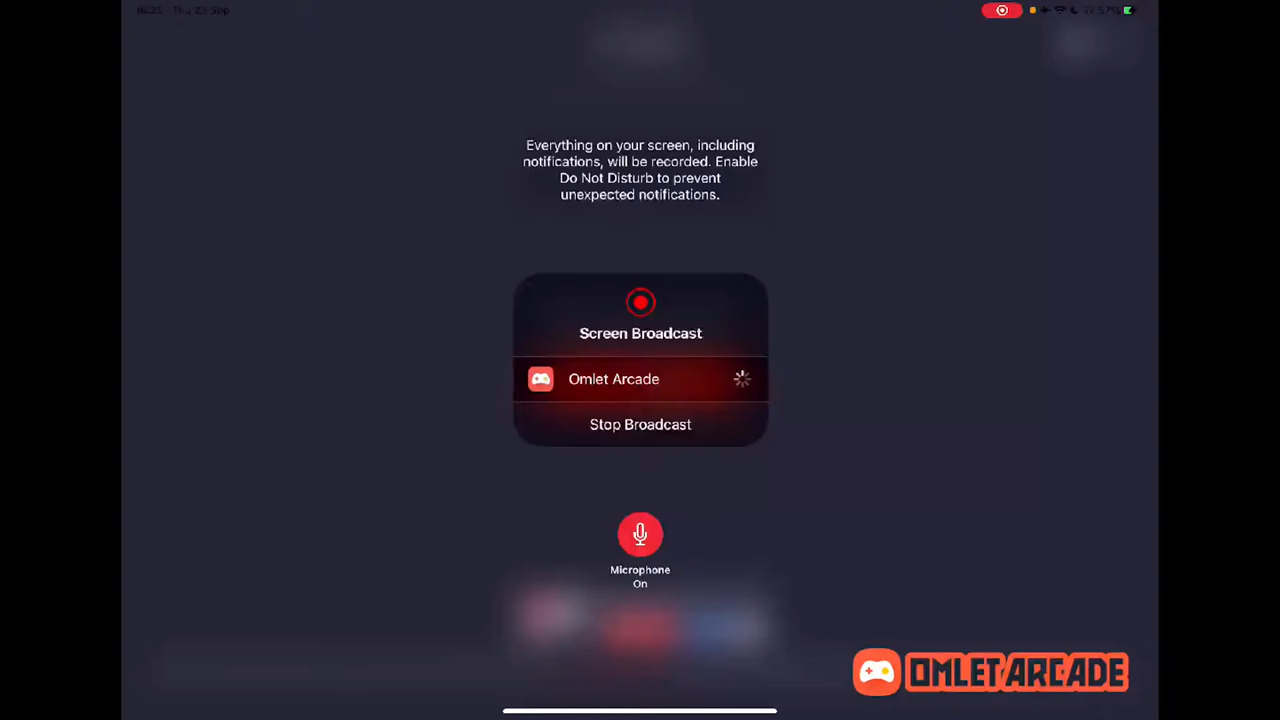 Everything on your screen, including
notifications, will be recorded. Enable
Do Not Disturb to prevent
unexpected notifications.
Screen Broadcast
Omlet Arcade
Stop Broadcast
Microphone
On
OMLET ARCADE